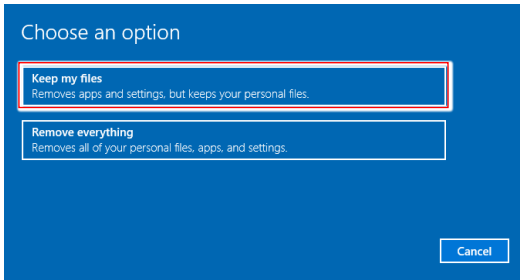 Choose an option
Keep my files
Removes apps and settings, but keeps your personal files.
Remove everything
Removes all of your personal files, apps, and settings.
Cancel